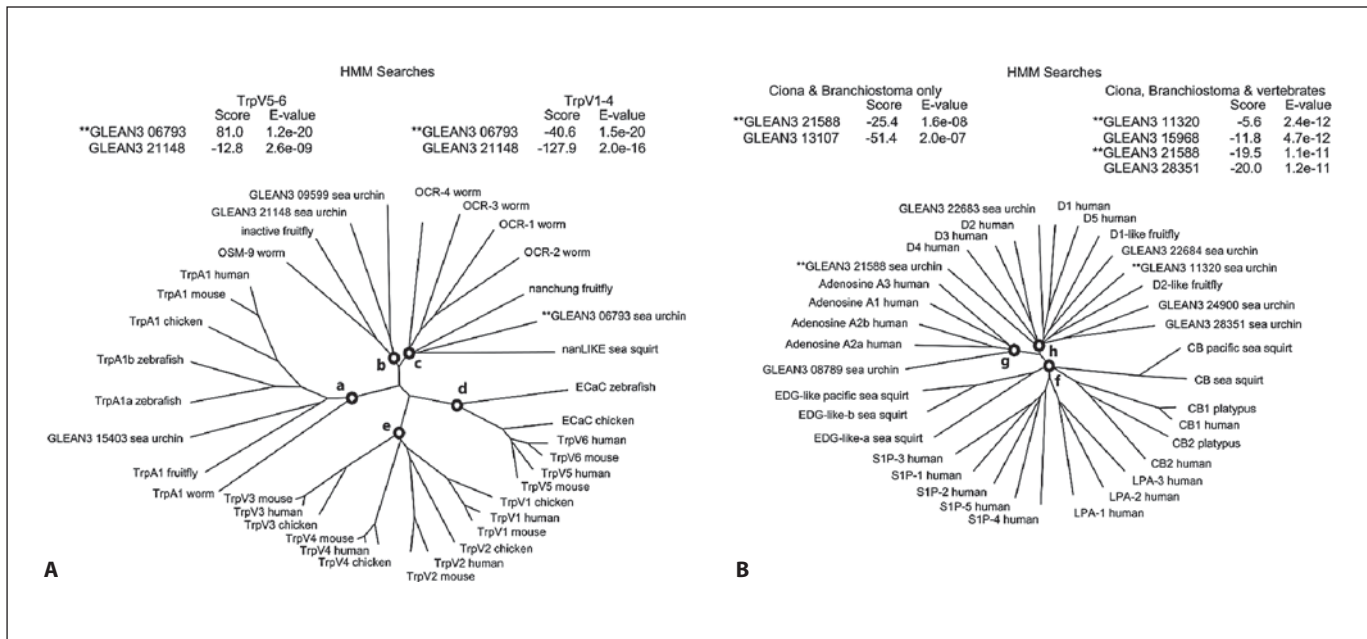 HMM Searches
TrpV5-6
Score E-value
**GLEAN3 06793 81.0 1.2e-20
GLEAN3 21148 -12.8 2.6e-09
TrpV1-4
Score E-value
**GLEAN3 06793 -40.6 1.5e-20
GLEAN3 21148 -127.9 2.0e-16
GLEAN3 09599 sea urchin
GLEAN3 21148 sea urchin
inactive fruitfly
OSM-9 worm
TrpA1 human
TrpA1 mouse
TrpA1 chicken
TrpA1b zebrafish
TrpA1a zebrafish
GLEAN3 15403 sea urchin
TrpA1 fruitfly
TrpA1 worm
TrpV3 mouse
TrpV3 human
TrpV3 chicken
TrpV4 mouse
TrpV4 human
TrpV4 chicken
TrpV2 mouse
TrpV2 human
TrpV2 chicken
TrpV1 mouse
TrpV1 human
TrpV1 chicken
TrpV5 mouse
TrpV5 human
TrpV6 mouse
TrpV6 human
ECaC chicken
ECaC zebrafish
nanLIKE sea squirt
**GLEAN3 06793 sea urchin
nanchung fruitfly
OCR-2 worm
OCR-1 worm
OCR-3 worm
OCR-4 worm
a
b
c
d
e
A
HMM Searches
Ciona & Branchiostoma only
Score E-value
**GLEAN3 21588 -25.4 1.6e-08
GLEAN3 13107 -51.4 2.0e-07
Ciona, Branchiostoma & vertebrates
Score E-value
**GLEAN3 11320 -5.6 2.4e-12
GLEAN3 15968 -11.8 4.7e-12
**GLEAN3 21588 -19.5 1.1e-11
GLEAN3 28351 -20.0 1.2e-11
GLEAN3 22683 sea urchin
D2 human
D3 human
D4 human
**GLEAN3 21588 sea urchin
Adenosine A3 human
Adenosine A1 human
Adenosine A2b human
Adenosine A2a human
GLEAN3 08789 sea urchin
EDG-like pacific sea squirt
EDG-like-b sea squirt
EDG-like-a sea squirt
S1P-3 human
S1P-1 human
S1P-2 human
S1P-5 human
S1P-4 human
LPA-1 human
LPA-2 human
LPA-3 human
CB2 human
CB2 platypus
CB1 human
CB1 platypus
CB sea squirt
CB pacific sea squirt
GLEAN3 28351 sea urchin
GLEAN3 24900 sea urchin
D2-like fruitfly
**GLEAN3 11320 sea urchin
GLEAN3 22684 sea urchin
D1-like fruitfly
D5 human
D1 human
g
h
f
B